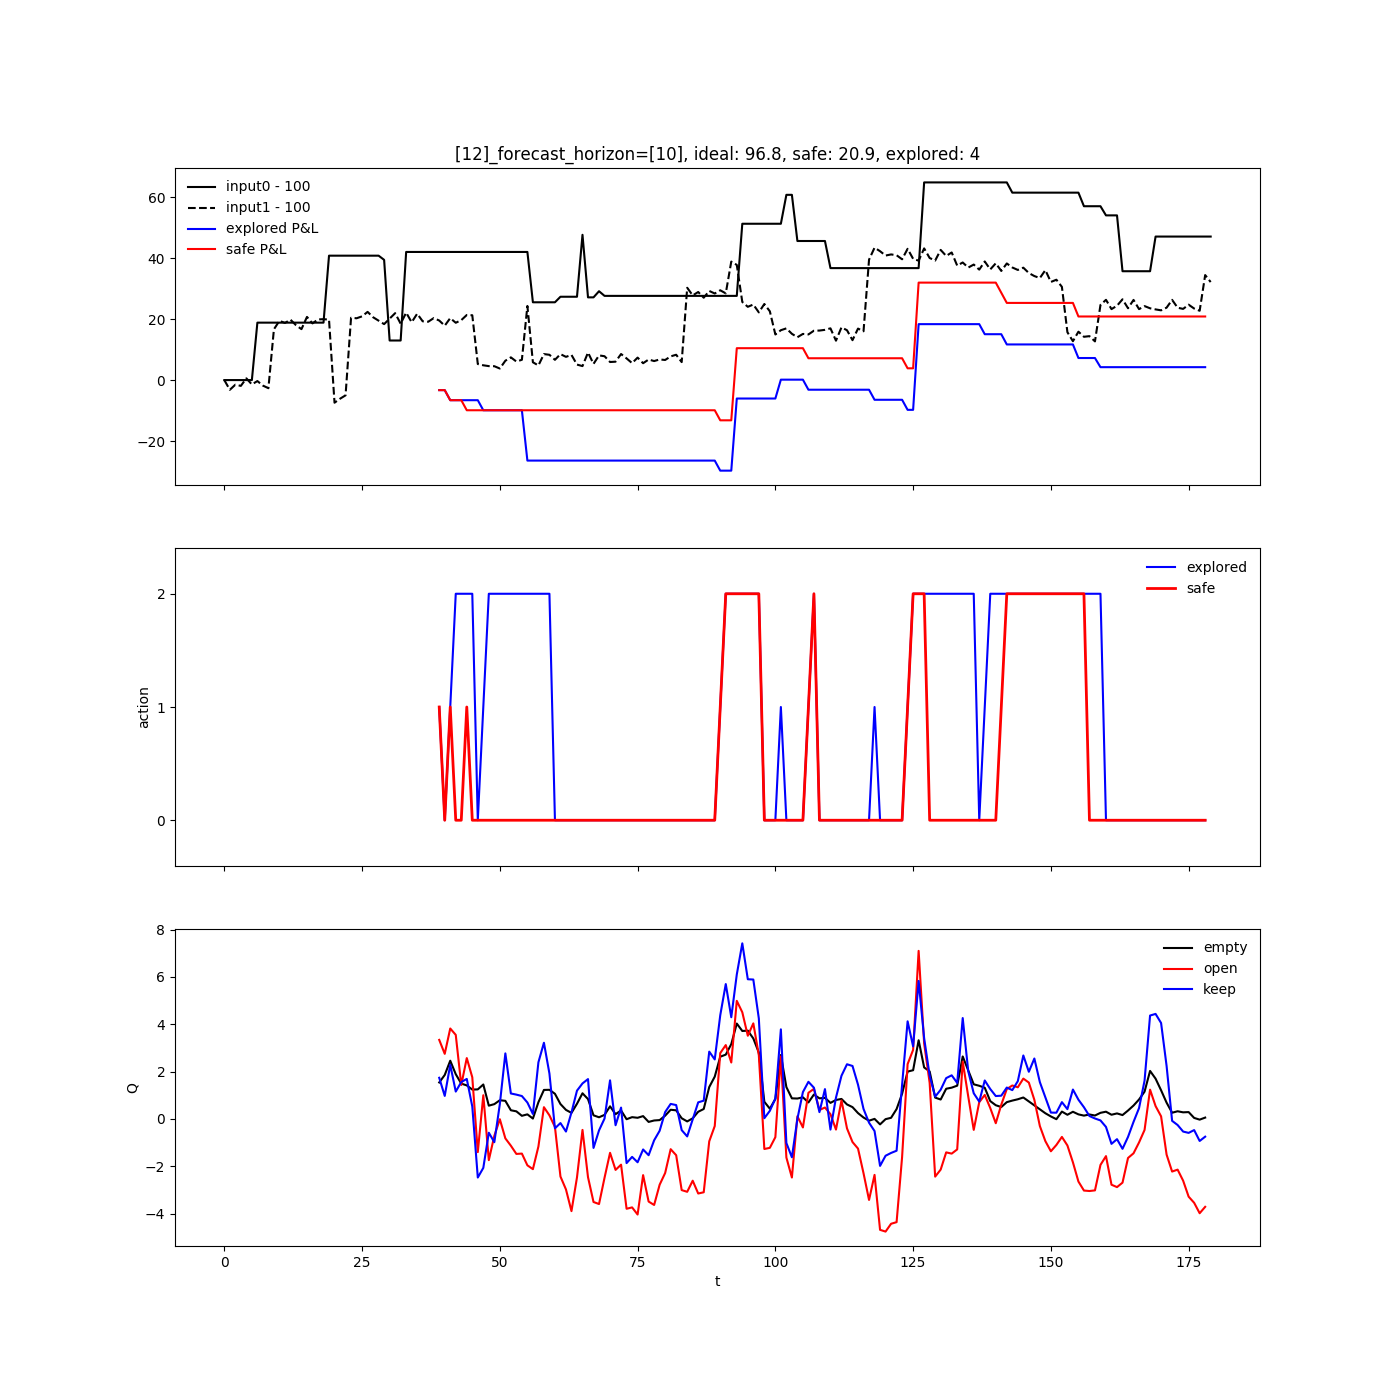 [12]_forecast_horizon=[10], ideal: 96.8, safe: 20.9, explored: 4
input0 - 100
input1 - 100
explored P&L
safe P&L
60
40
20
0
−20
explored
safe
2
1
0
action
empty
open
keep
8
6
4
2
0
−2
−4
Q
0 25 50 75 100 125 150 175
t